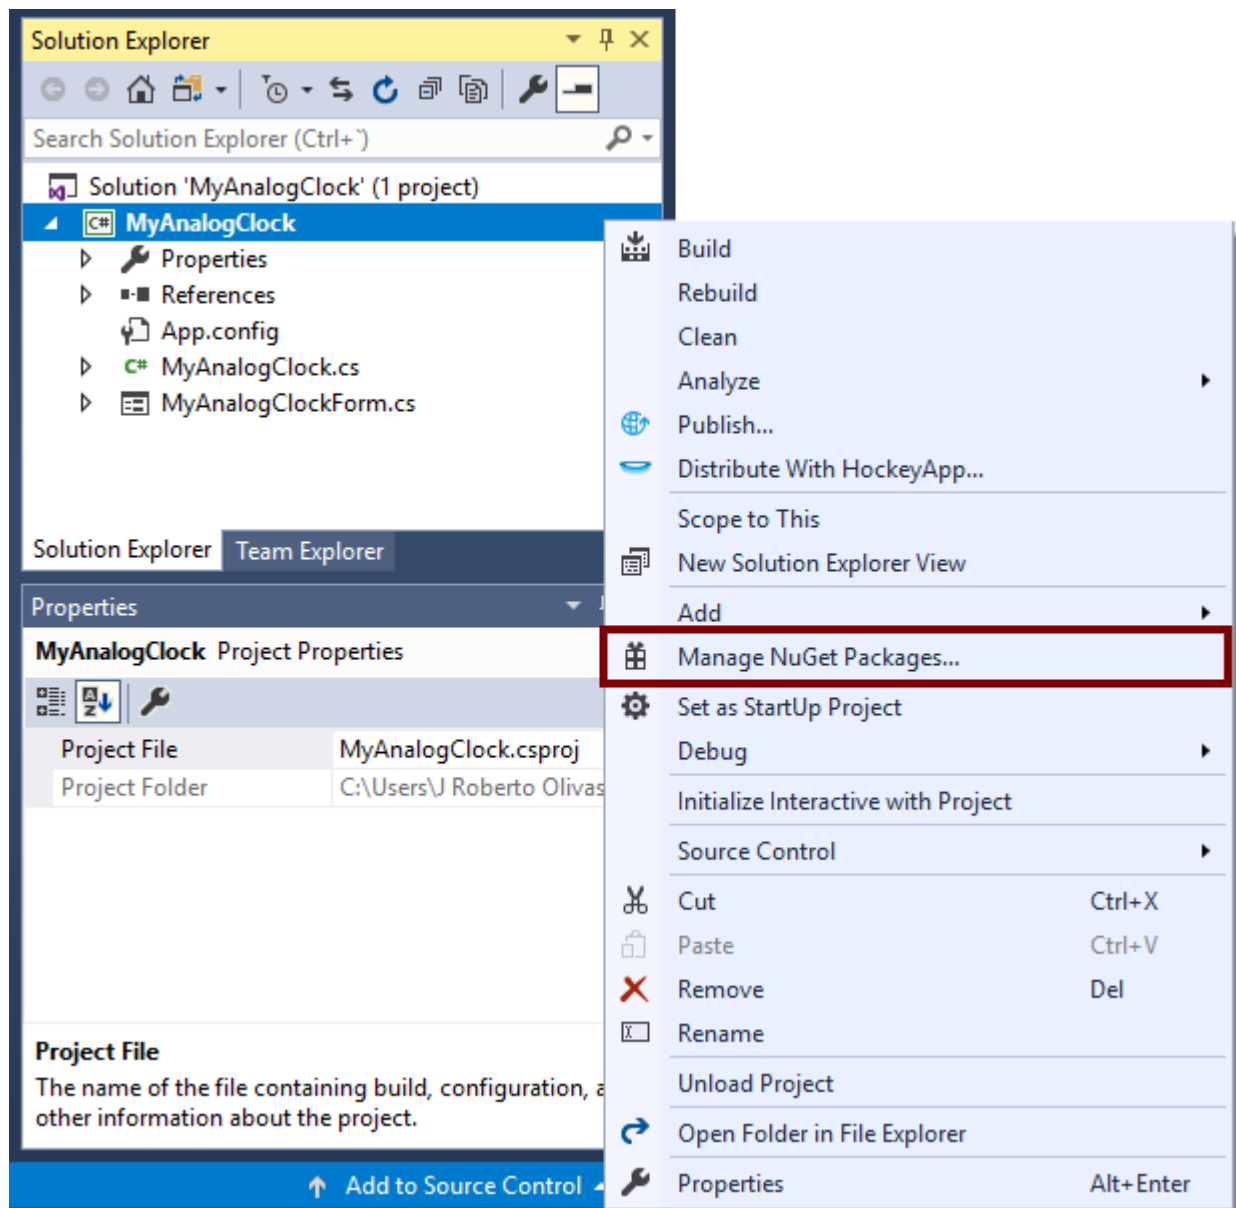 Solution Explorer
Search Solution Explorer (Ctrl+`)
Solution 'MyAnalogClock' (1 project)
C# MyAnalogClock
Properties
References
App.config
C# MyAnalogClock.cs
MyAnalogClockForm.cs
Solution Explorer Team Explorer
Properties
MyAnalogClock Project Properties
Project File MyAnalogClock.csproj
Project Folder C:\Users\J Roberto Olivas
Project File
The name of the file containing build, configuration, a
other information about the project.
Add to Source Control
Build
Rebuild
Clean
Analyze
Publish...
Distribute With HockeyApp...
Scope to This
New Solution Explorer View
Add
Manage NuGet Packages...
Set as StartUp Project
Debug
Initialize Interactive with Project
Source Control
Cut Ctrl+X
Paste Ctrl+V
Remove Del
Rename
Unload Project
Open Folder in File Explorer
Properties Alt+Enter